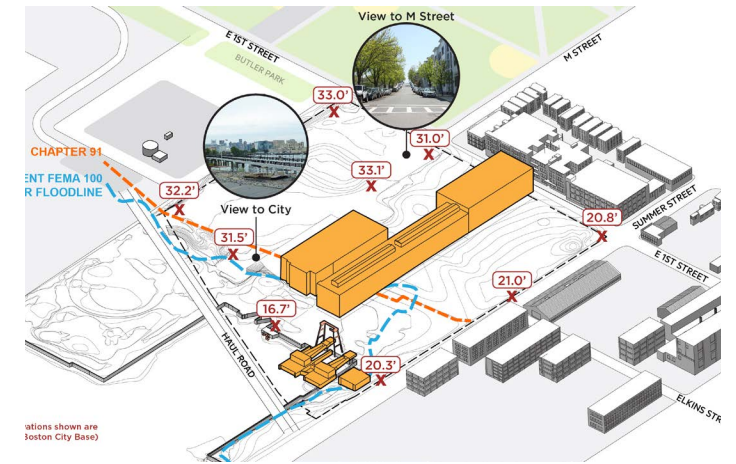 View to M Street
E 1ST STREET
M STREET
BUTLER PARK
33.0'
31.0'
CHAPTER 91
33.1'
ENT FEMA 100
R FLOODLINE
32.2'
View to City
20.8'
SUMMER STREET
31.5'
E 1ST STREET
21.0'
16.7'
HAUL ROAD
20.3'
ELKINS STR
vations shown are
Boston City Base)